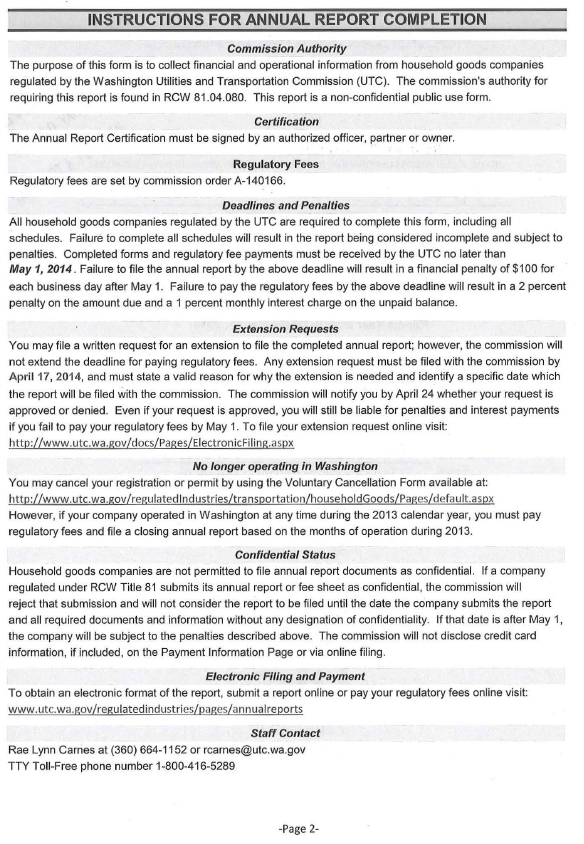 INSTRUCTIONS FOR ANNUAL REPORT COMPLETION
Commission Authority
The purpose of this form is to collect financial and operational information from household goods companies
regulated by the Washington Utilities and Transportation Commission (UTC). The commission's authority for
requiring this report is found in RCW 81.04.080. This report is a non-confidential public use form.
Certification
The Annual Report Certification must be signed by an authorized officer, partner or owner.
Regulatory Fees
Regulatory fees are set by commission order A-140166.
Deadlines and Penalties
All household goods companies regulated by the UTC are required to complete this form, including all
schedules. Failure to complete all schedules will result in the report being considered incomplete and subject to
penalties. Completed forms and regulatory fee payments must be received by the UTC no later than
May 1, 2014. Failure to file the annual report by the above deadline will result in a financial penalty of $100 for
each business day after May 1. Failure to pay the regulatory fees by the above deadline will result in a 2 percent
penalty on the amount due and a 1 percent monthly interest charge on the unpaid balance.
Extension Requests
You may file a written request for an extension to file the completed annual report; however, the commission will
not extend the deadline for paying regulatory fees. Any extension request must be filed with the commission by
April 17, 2014, and must state a valid reason for why the extension is needed and identify a specific date which
the report will be filed with the commission. The commission will notify you by April 24 whether your request is
approved or denied. Even if your request is approved, you will still be liable for penalties and interest payments
if you fail to pay your regulatory fees by May 1. To file your extension request online visit:
http://www.utc.wa.gov/docs/Pages/ElectronicFiling.aspx
No longer operating in Washington
You may cancel your registration or permit by using the Voluntary Cancellation Form available at:
http://www.utc.wa.gov/regulatedIndustries/transportation/householdGoods/Pages/default.aspx
However, if your company operated in Washington at any time during the 2013 calendar year, you must pay
regulatory fees and file a closing annual report based on the months of operation during 2013.
Confidential Status
Household goods companies are not permitted to file annual report documents as confidential. If a company
regulated under RCW Title 81 submits its annual report or fee sheet as confidential, the commission will
reject that submission and will not consider the report to be filed until the date the company submits the report
and all required documents and information without any designation of confidentiality. If that date is after May 1,
the company will be subject to the penalties described above. The commission will not disclose credit card
information, if included, on the Payment Information Page or via online filing.
Electronic Filing and Payment
To obtain an electronic format of the report, submit a report online or pay your regulatory fees online visit:
www.utc.wa.gov/regulatedindustries/pages/annualreports
Staff Contact
Rae Lynn Carnes at (360) 664-1152 or rcarnes@utc.wa.gov
TTY Toll-Free phone number 1-800-416-5289
-Page 2-